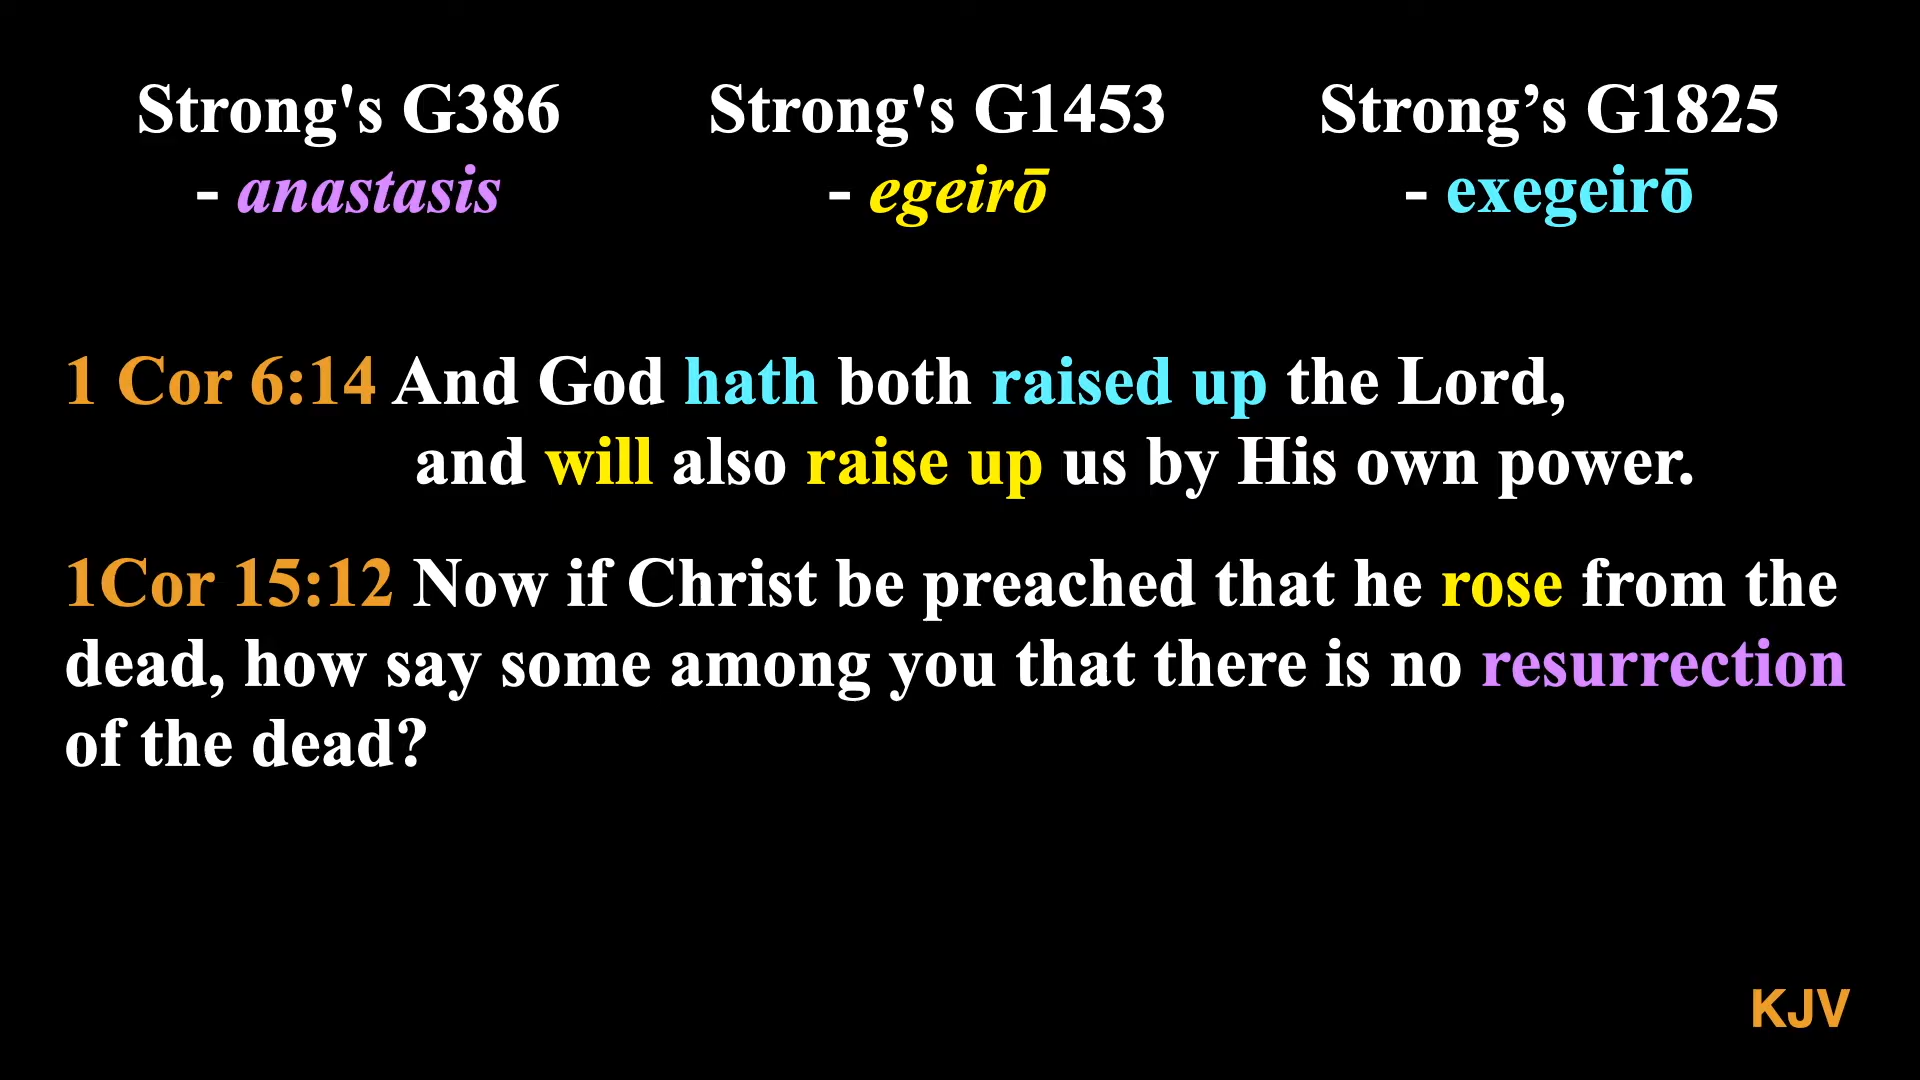 Strong's G386
- anastasis
Strong's G1453
- egeirō
Strong’s G1825
- exegeirō
1 Cor 6:14 And God hath both raised up the Lord,
and will also raise up us by His own power.
1Cor 15:12 Now if Christ be preached that he rose from the
dead, how say some among you that there is no resurrection
of the dead?
KJV